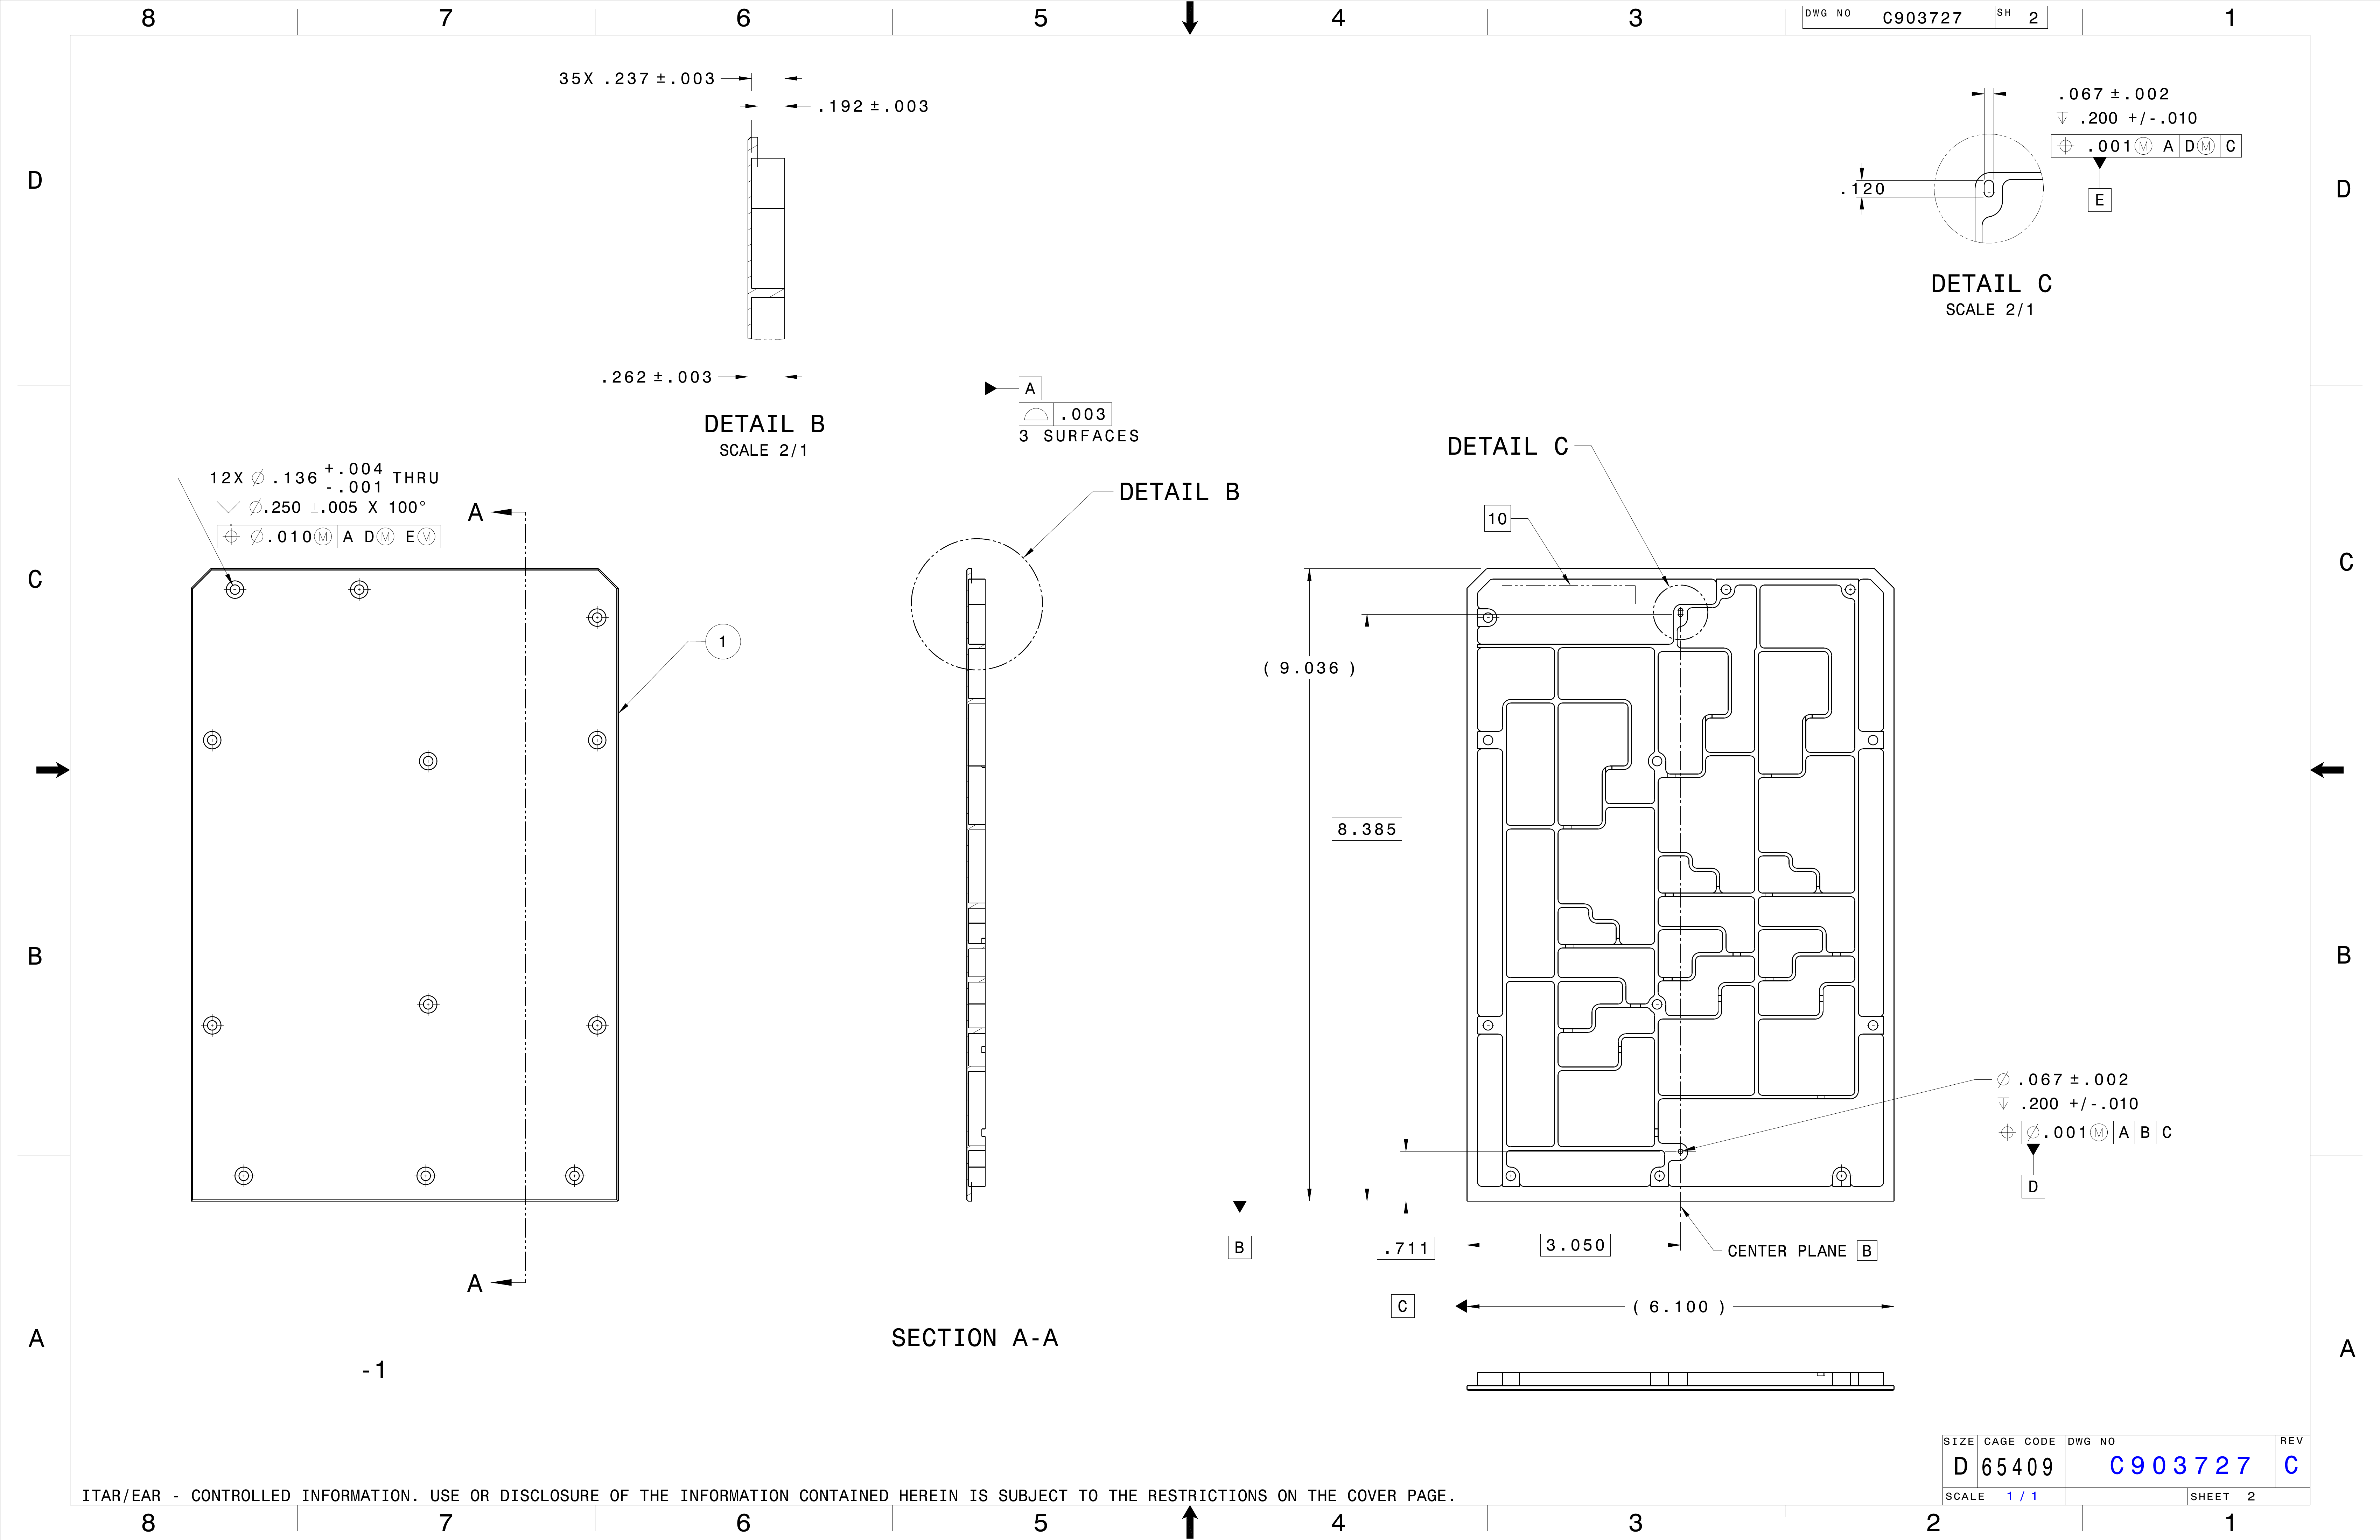 8 7 6 5 4 3 1
DWG NO C903727 SH 2
35X .237 ±.003
.192 ±.003
.067 ±.002
↧ .200 +/-.010
⌖ .001 Ⓜ A D Ⓜ C
.120
E
D D
DETAIL C
SCALE 2/1
.262 ±.003
A
⌓ .003
3 SURFACES
DETAIL B
SCALE 2/1
DETAIL C
12X ∅ .136 +.004 -.001 THRU
⌵ ∅.250 ±.005 X 100°
⌖ ∅.010 Ⓜ A D Ⓜ E Ⓜ
A
DETAIL B
10
C C
1
( 9.036 )
8.385
B B
∅ .067 ±.002
↧ .200 +/-.010
⌖ ∅.001 Ⓜ A B C
D
B
.711
3.050
CENTER PLANE B
A
C
( 6.100 )
A A
SECTION A-A
-1
SIZE CAGE CODE DWG NO REV
D 65409 C903727 C
SCALE 1 / 1 SHEET 2
ITAR/EAR - CONTROLLED INFORMATION. USE OR DISCLOSURE OF THE INFORMATION CONTAINED HEREIN IS SUBJECT TO THE RESTRICTIONS ON THE COVER PAGE.
8 7 6 5 4 3 2 1